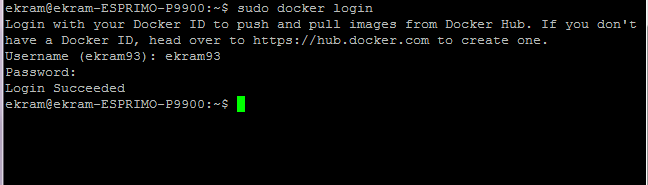 ekram@ekram-ESPRIMO-P9900:~$ sudo docker login
Login with your Docker ID to push and pull images from Docker Hub. If you don't
have a Docker ID, head over to https://hub.docker.com to create one.
Username (ekram93): ekram93
Password:
Login Succeeded
ekram@ekram-ESPRIMO-P9900:~$